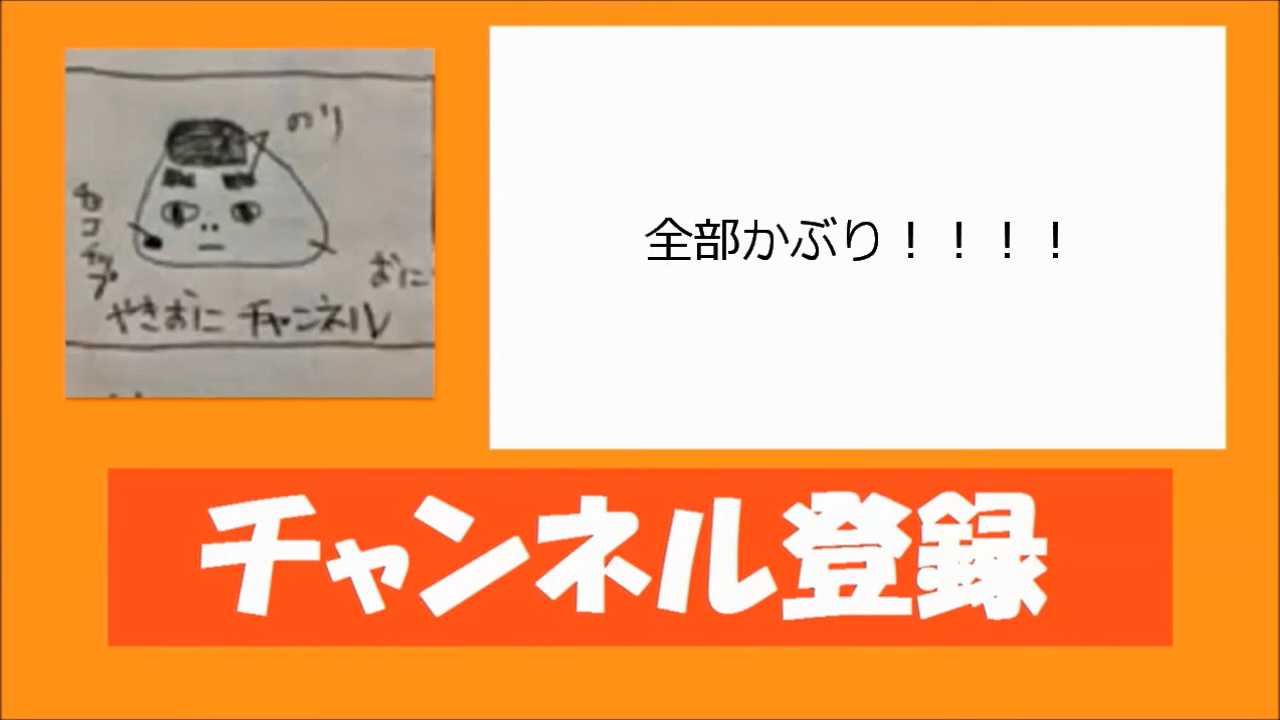 のり
チョコチップ
おに
やきおにチャンネル
全部かぶり！！！！
チャンネル登録